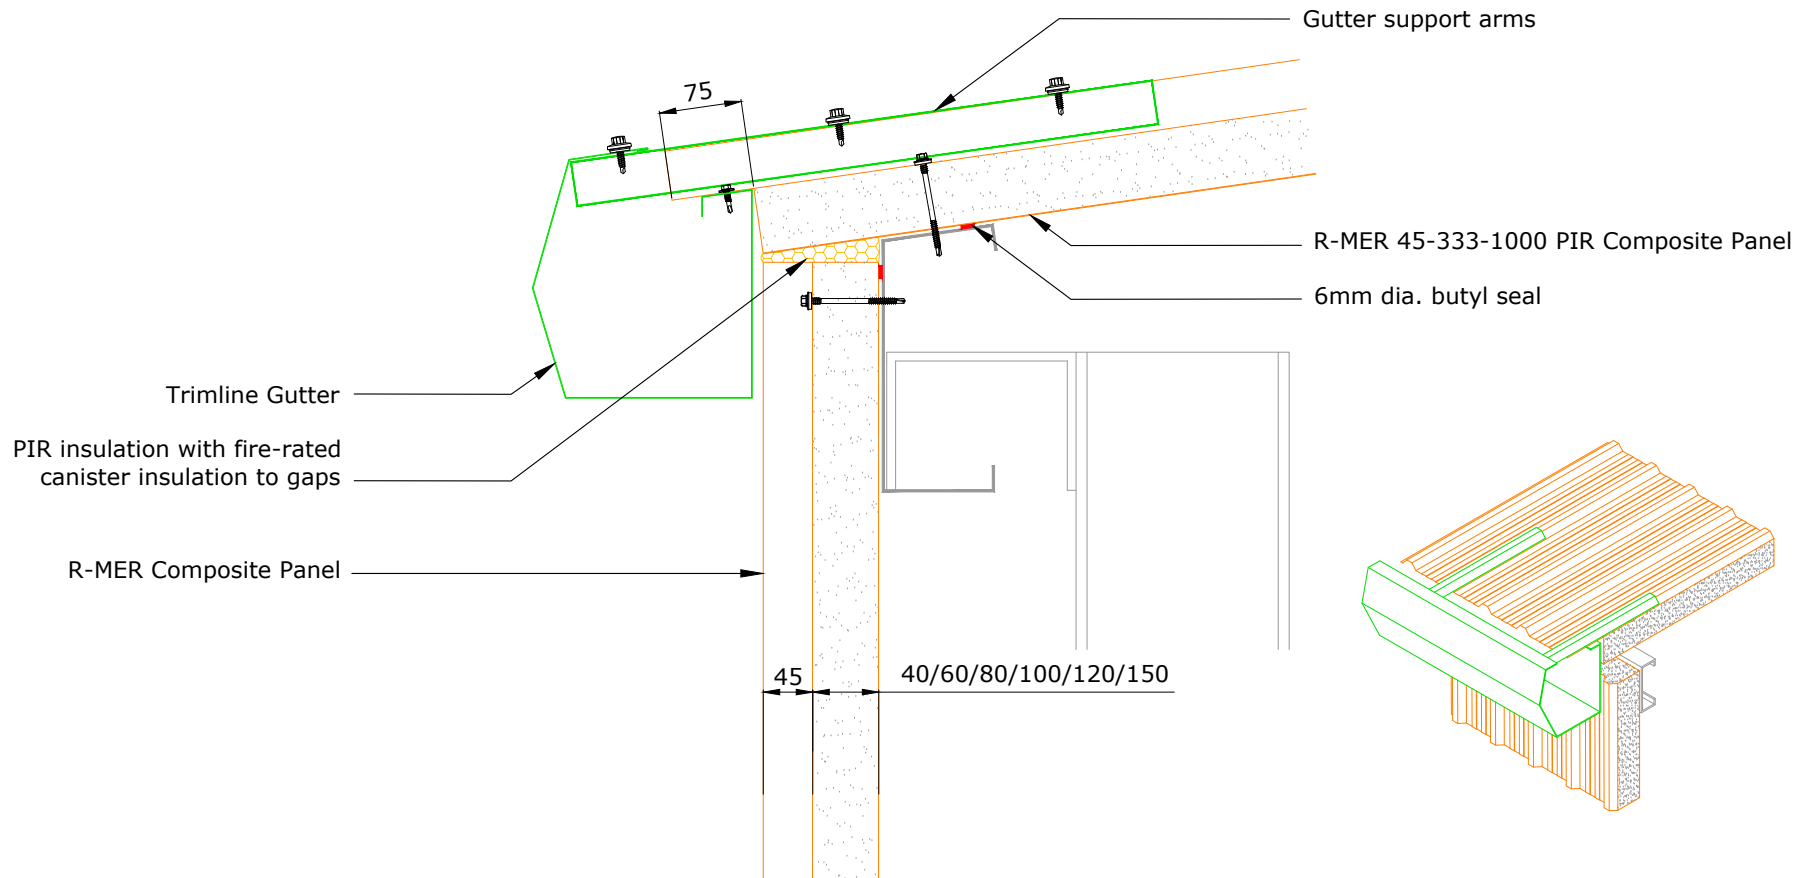 Gutter support arms
75
R-MER 45-333-1000 PIR Composite Panel
6mm dia. butyl seal
Trimline Gutter
PIR insulation with fire-rated
canister insulation to gaps
R-MER Composite Panel
45
40/60/80/100/120/150